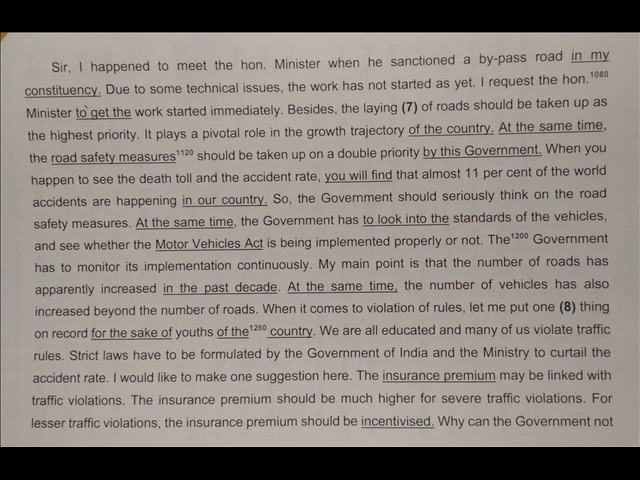 Sir, I happened to meet the hon. Minister when he sanctioned a by-pass road in my
constituency. Due to some technical issues, the work has not started as yet. I request the hon.1080
Minister to get the work started immediately. Besides, the laying (7) of roads should be taken up as
the highest priority. It plays a pivotal role in the growth trajectory of the country. At the same time,
the road safety measures1120 should be taken up on a double priority by this Government. When you
happen to see the death toll and the accident rate, you will find that almost 11 per cent of the world
accidents are happening in our country. So, the Government should seriously think on the road
safety measures. At the same time, the Government has to look into the standards of the vehicles,
and see whether the Motor Vehicles Act is being implemented properly or not. The1200 Government
has to monitor its implementation continuously. My main point is that the number of roads has
apparently increased in the past decade. At the same time, the number of vehicles has also
increased beyond the number of roads. When it comes to violation of rules, let me put one (8) thing
on record for the sake of youths of the1260 country. We are all educated and many of us violate traffic
rules. Strict laws have to be formulated by the Government of India and the Ministry to curtail the
accident rate. I would like to make one suggestion here. The insurance premium may be linked with
traffic violations. The insurance premium should be much higher for severe traffic violations. For
lesser traffic violations, the insurance premium should be incentivised. Why can the Government not